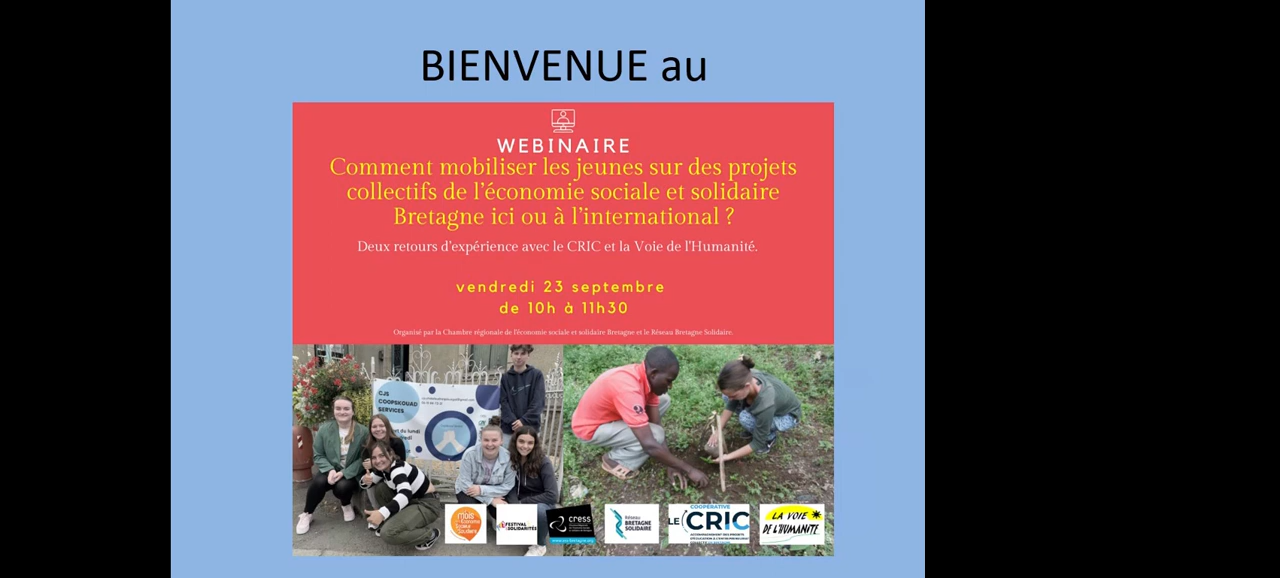 BIENVENUE au
WEBINAIRE
Comment mobiliser les jeunes sur des projets
collectifs de l'économie sociale et solidaire
Bretagne ici ou à l'international ?
Deux retours d'expérience avec le CRIC et la Voie de l'Humanité.
vendredi 23 septembre
de 10h à 11h30
Organisé par la Chambre régionale de l'économie sociale et solidaire Bretagne et le Réseau Bretagne Solidaire.
CJS
COOPSKOUAD
SERVICES
mois
FESTIVAL
SOLIDARITÉS
cress
Réseau
BRETAGNE
SOLIDAIRE
COOPÉRATIVE
LE CRIC
LA VOIE
DE L'HUMANITÉ